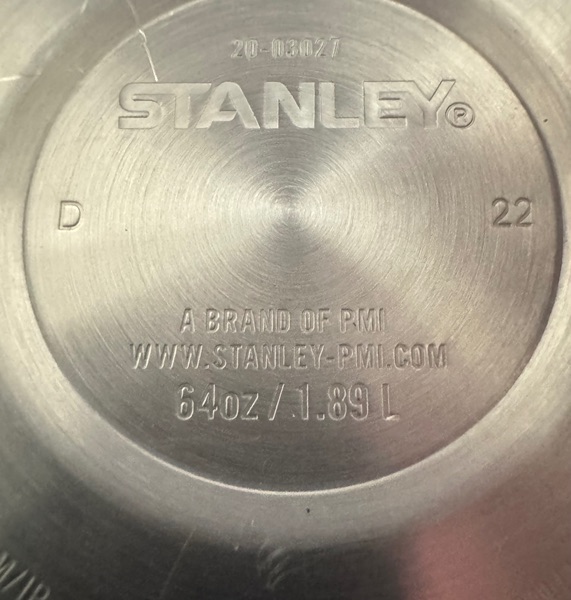 20-03027
STANLEY®
D
22
A BRAND OF PMI
WWW.STANLEY-PMI.COM
64oz / 1.89 L